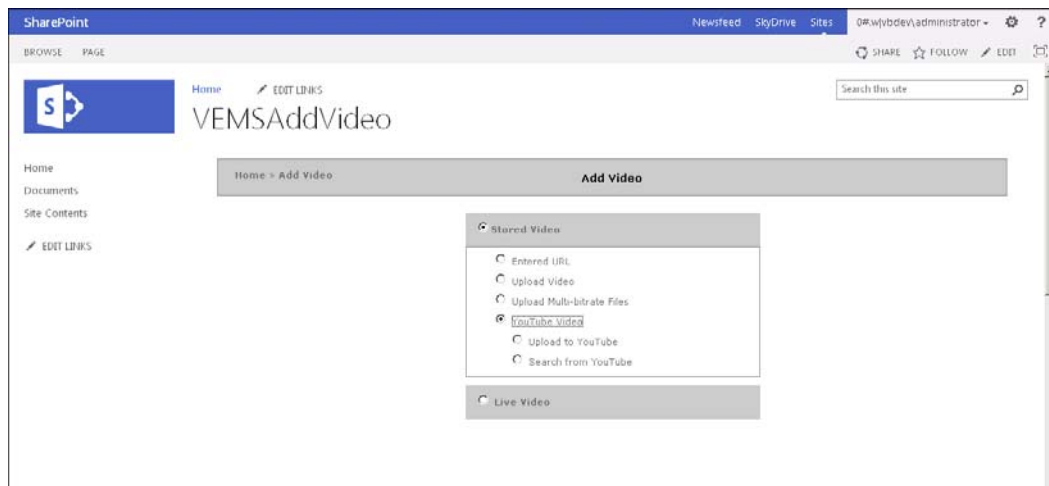 SharePoint
Newsfeed SkyDrive Sites 0#.w|vbdev\administrator ?
BROWSE PAGE
SHARE FOLLOW EDIT
S
Home EDIT LINKS
Search this site
VEMSAddVideo
Home
Documents
Site Contents
EDIT LINKS
Home > Add Video
Add Video
Stored Video
Entered URL
Upload Video
Upload Multi-bitrate Files
YouTube Video
Upload to YouTube
Search from YouTube
Live Video